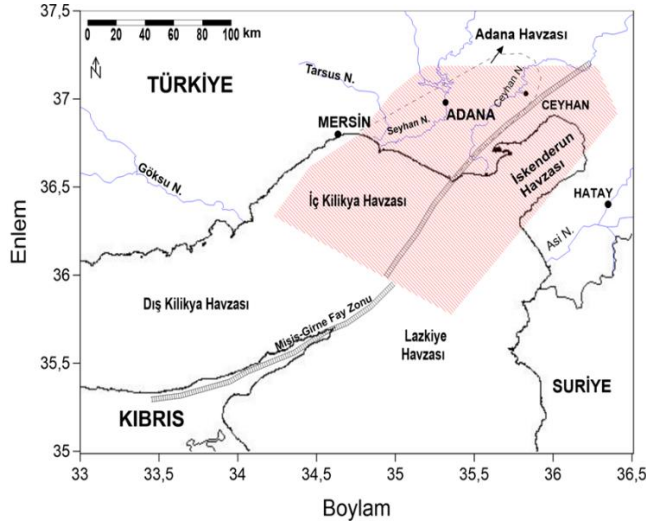 37,5
37
36,5
36
35,5
35
Enlem
0 20 40 60 80 100
km
N
TÜRKİYE
Adana Havzası
Tarsus N.
Ceyhan N.
MERSİN
Seyhan N.
ADANA
CEYHAN
Göksu N.
İskenderun
Havzası
İç Kilikya Havzası
HATAY
Asi N.
Dış Kilikya Havzası
Misis-Girne Fay Zonu
Lazkiye
Havzası
KIBRIS
SURİYE
33 33,5 34 34,5 35 35,5 36 36,5
Boylam